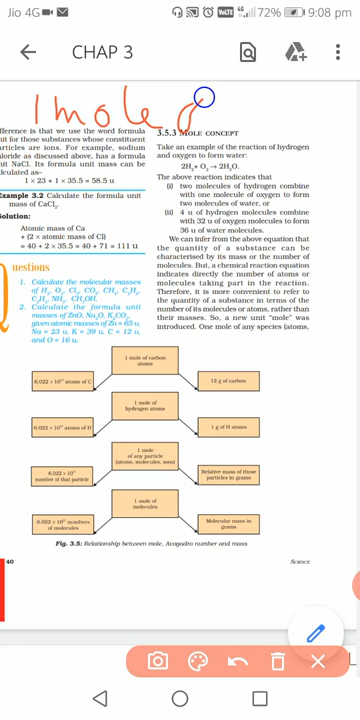 Jio 4G
VoLTE
4G
72%
9:08 pm
CHAP 3
1 mole
fference is that we use the word formula
nit for those substances whose constituent
articles are ions. For example, sodium
loride as discussed above, has a formula
nit NaCl. Its formula unit mass can be
lculated as–
1 × 23 + 1 × 35.5 = 58.5 u
Example 3.2 Calculate the formula unit
mass of CaCl₂.
Solution:
Atomic mass of Ca
+ (2 × atomic mass of Cl)
= 40 + 2 × 35.5 = 40 + 71 = 111 u
Questions
1. Calculate the molecular masses
of H₂, O₂, Cl₂, CO₂, CH₄, C₂H₆,
C₂H₄, NH₃, CH₃OH.
2. Calculate the formula unit
masses of ZnO, Na₂O, K₂CO₃,
given atomic masses of Zn = 65 u,
Na = 23 u, K = 39 u, C = 12 u,
and O = 16 u.
3.5.3 MOLE CONCEPT
Take an example of the reaction of hydrogen
and oxygen to form water:
2H₂+ O₂ → 2H₂O.
The above reaction indicates that
(i) two molecules of hydrogen combine
with one molecule of oxygen to form
two molecules of water, or
(ii) 4 u of hydrogen molecules combine
with 32 u of oxygen molecules to form
36 u of water molecules.
We can infer from the above equation that
the quantity of a substance can be
characterised by its mass or the number of
molecules. But, a chemical reaction equation
indicates directly the number of atoms or
molecules taking part in the reaction.
Therefore, it is more convenient to refer to
the quantity of a substance in terms of the
number of its molecules or atoms, rather than
their masses. So, a new unit “mole” was
introduced. One mole of any species (atoms,
1 mole of carbon
atoms
6.022 × 10²³ atoms of C
12 g of carbon
1 mole of
hydrogen atoms
6.022 × 10²³ atoms of H
1 g of H atoms
1 mole
of any particle
(atoms, molecules, ions)
6.022 × 10²³
number of that particle
Relative mass of those
particles in grams
1 mole of
molecules
6.022 × 10²³ numbers
of molecules
Molecular mass in
grams
Fig. 3.5: Relationship between mole, Avogadro number and mass
40
SCIENCE